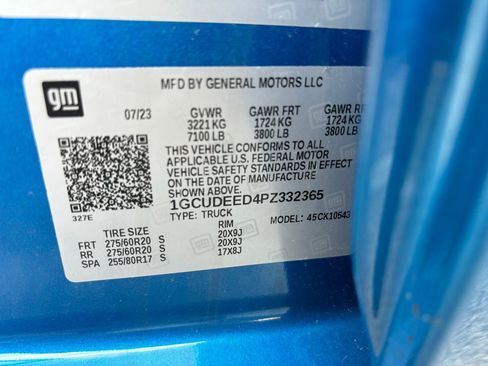 gm
MFD BY GENERAL MOTORS LLC
07/23 GVWR GAWR FRT GAWR RR
3221 KG 1724 KG 1724 KG
7100 LB 3800 LB 3800 LB
THIS VEHICLE CONFORMS TO ALL
APPLICABLE U.S. FEDERAL MOTOR
VEHICLE SAFETY STANDARDS IN EFFECT
ON THE DATE OF MANUFACTURE
SHOWN ABOVE.
1GCUDEED4PZ332365
327E TYPE: TRUCK MODEL: 45CK10543
TIRE SIZE RIM
FRT 275/60R20 S 20X9J
RR 275/60R20 S 20X9J
SPA 255/80R17 S 17X8J